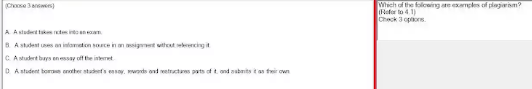 (Choose 3 answers)
A. A student takes notes into an exam.
B. A student uses an information source in an assignment without referencing it.
C. A student buys an essay off the internet.
D. A student borrows another student's essay, rewords and restructures parts of it, and submits it as their own.
Which of the following are examples of plagiarism?
(Refer to 4.1)
Check 3 options.